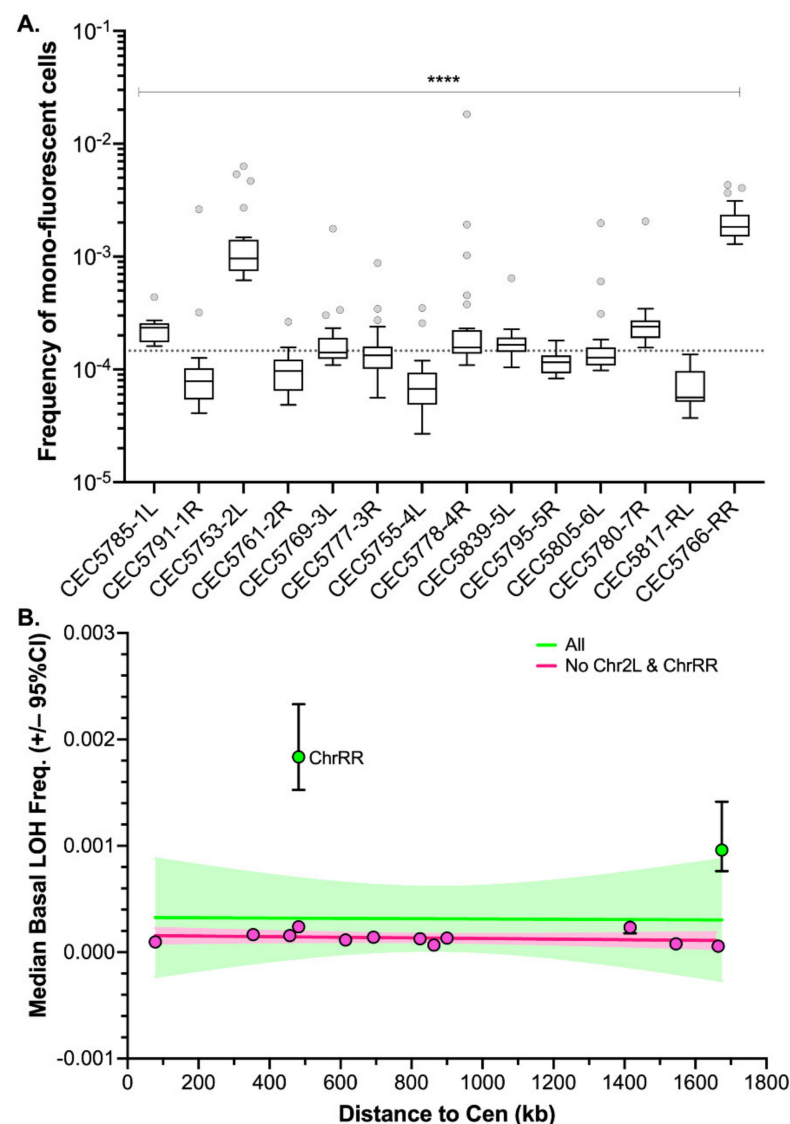 A.
Frequency of mono-fluorescent cells
10-1
10-2
10-3
10-4
10-5
****
CEC5785-1L
CEC5791-1R
CEC5753-2L
CEC5761-2R
CEC5769-3L
CEC5777-3R
CEC5755-4L
CEC5778-4R
CEC5839-5L
CEC5795-5R
CEC5805-6L
CEC5780-7R
CEC5817-RL
CEC5766-RR
B.
Median Basal LOH Freq. (+/– 95%CI)
0.003
0.002
0.001
0.000
-0.001
All
No Chr2L & ChrRR
ChrRR
0 200 400 600 800 1000 1200 1400 1600 1800
Distance to Cen (kb)